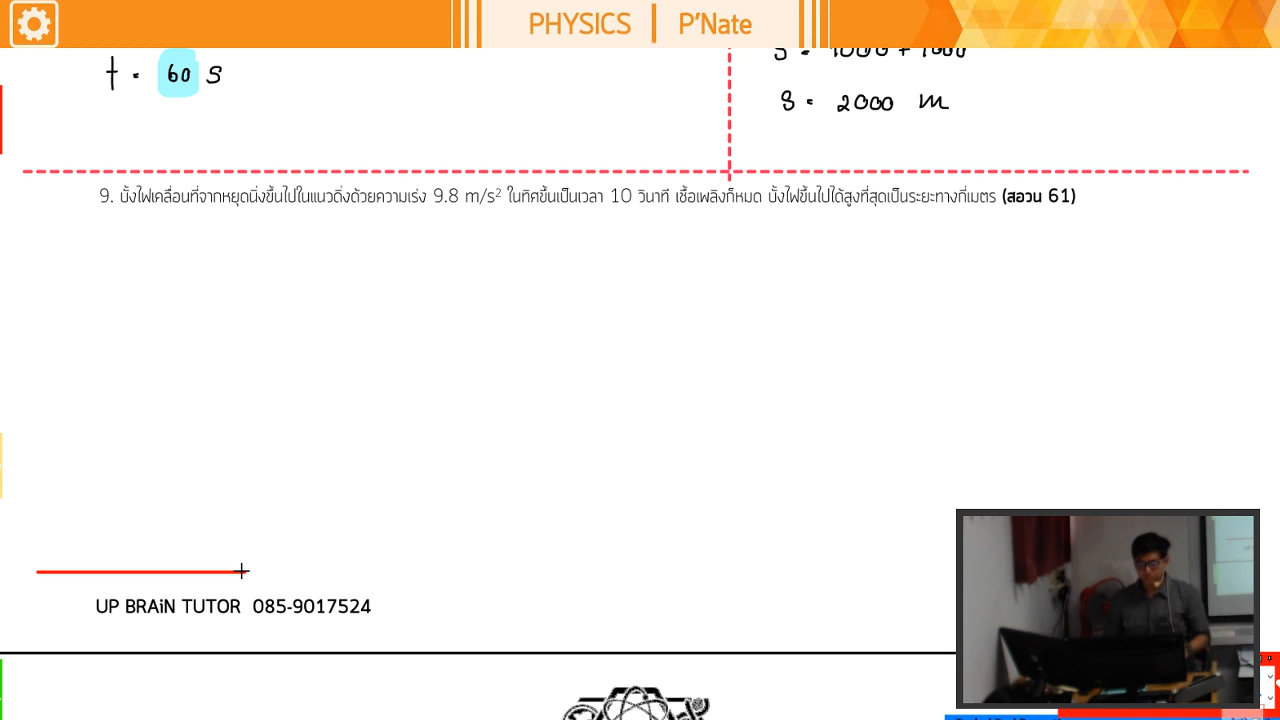 PHYSICS | P'Nate
t = 60 s
S = 1000 + 1000
S = 2000 m
9. บั้งไฟเคลื่อนที่จากหยุดนิ่งขึ้นไปในแนวดิ่งด้วยความเร่ง 9.8 m/s² ในทิศขึ้นเป็นเวลา 10 วินาที เชื้อเพลิงก็หมด บั้งไฟขึ้นไปได้สูงที่สุดเป็นระยะทางกี่เมตร (สอวน 61)
UP BRAiN TUTOR 085-9017524